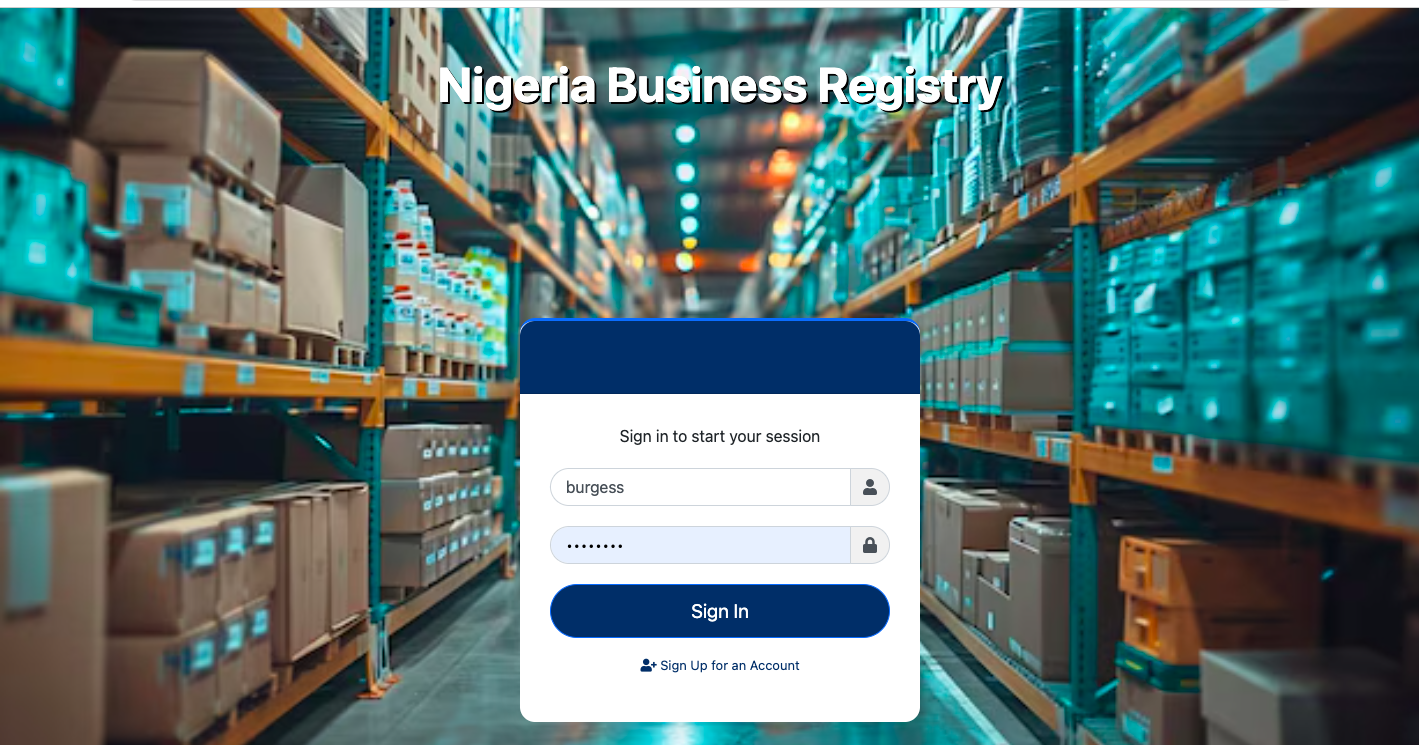 Nigeria Business Registry
Sign in to start your session
burgess
••••••••
Sign In
Sign Up for an Account